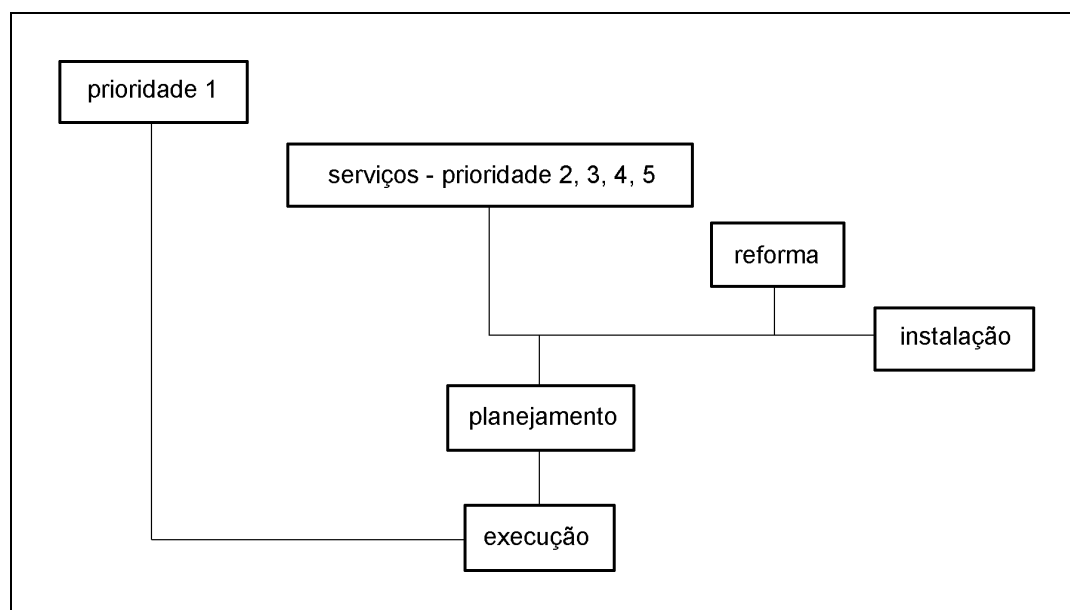 prioridade 1
serviços - prioridade 2, 3, 4, 5
reforma
instalação
planejamento
execução